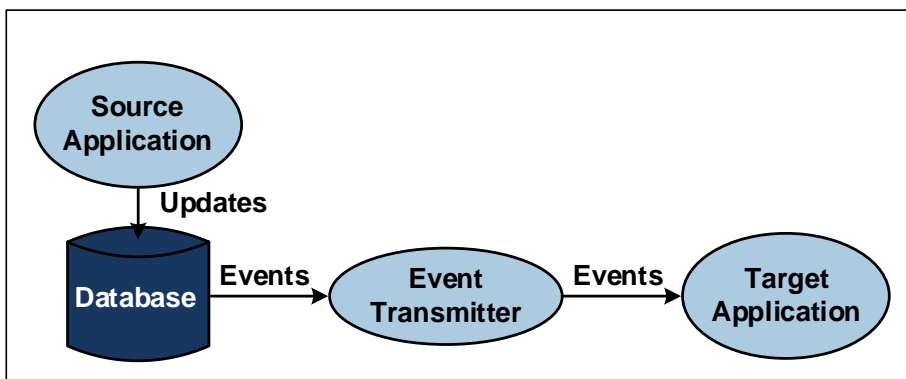 Source
Application
Updates
Database
Events
Event
Transmitter
Events
Target
Application